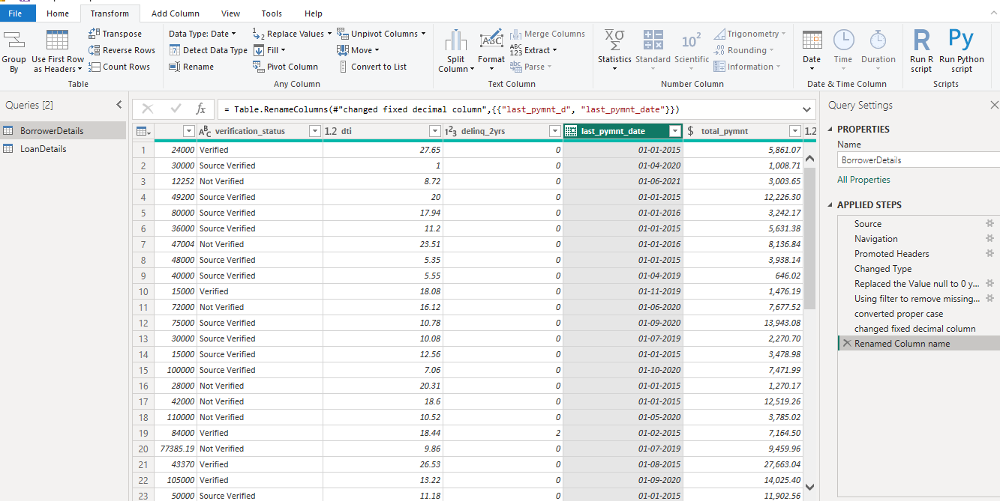 File Home Transform Add Column View Tools Help
Transpose Data Type: Date Replace Values Unpivot Columns Merge Columns Trigonometry
Reverse Rows Detect Data Type Fill Move ABC 123 Extract Rounding
Group By Use First Row as Headers Count Rows Rename Pivot Column Convert to List Split Column Format Parse Statistics Standard Scientific Information Date Time Duration Run R script Run Python script
Table Any Column Text Column Number Column Date & Time Column Scripts
Queries [2]
BorrowerDetails
LoanDetails
fx = Table.RenameColumns(#"changed fixed decimal column",{{"last_pymnt_d", "last_pymnt_date"}})
ABC verification_status 1.2 dti 123 delinq_2yrs last_pymnt_date $ total_pymnt 1.2
1 24000 Verified 27.65 0 01-01-2015 5,861.07
2 30000 Source Verified 1 0 01-04-2020 1,008.71
3 12252 Not Verified 8.72 0 01-06-2021 3,003.65
4 49200 Source Verified 20 0 01-01-2015 12,226.30
5 80000 Source Verified 17.94 0 01-01-2016 3,242.17
6 36000 Source Verified 11.2 0 01-01-2015 5,631.38
7 47004 Not Verified 23.51 0 01-01-2016 8,136.84
8 48000 Source Verified 5.35 0 01-01-2015 3,938.14
9 40000 Source Verified 5.55 0 01-04-2019 646.02
10 15000 Verified 18.08 0 01-11-2019 1,476.19
11 72000 Not Verified 16.12 0 01-06-2020 7,677.52
12 75000 Source Verified 10.78 0 01-09-2020 13,943.08
13 30000 Source Verified 10.08 0 01-07-2019 2,270.70
14 15000 Source Verified 12.56 0 01-01-2015 3,478.98
15 100000 Source Verified 7.06 0 01-10-2020 7,471.99
16 28000 Not Verified 20.31 0 01-01-2015 1,270.17
17 42000 Not Verified 18.6 0 01-01-2015 12,519.26
18 110000 Not Verified 10.52 0 01-05-2020 3,785.02
19 84000 Verified 18.44 2 01-02-2015 7,164.50
20 77385.19 Not Verified 9.86 0 01-07-2019 9,459.96
21 43370 Verified 26.53 0 01-08-2015 27,663.04
22 105000 Verified 13.22 0 01-09-2020 14,025.40
23 50000 Source Verified 11.18 0 01-01-2015 11,902.56
Query Settings
PROPERTIES
Name
BorrowerDetails
All Properties
APPLIED STEPS
Source
Navigation
Promoted Headers
Changed Type
Replaced the Value null to 0 y...
Using filter to remove missing...
converted proper case
changed fixed decimal column
Renamed Column name